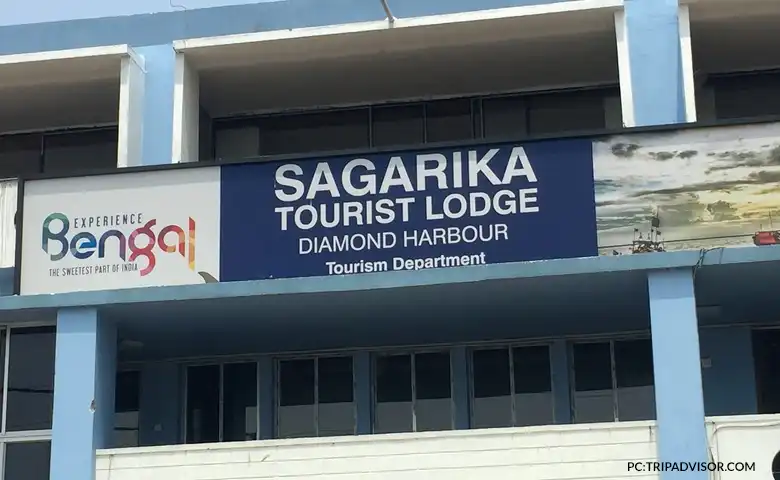 EXPERIENCE
Bengal
THE SWEETEST PART OF INDIA
SAGARIKA
TOURIST LODGE
DIAMOND HARBOUR
Tourism Department
PC:TRIPADVISOR.COM